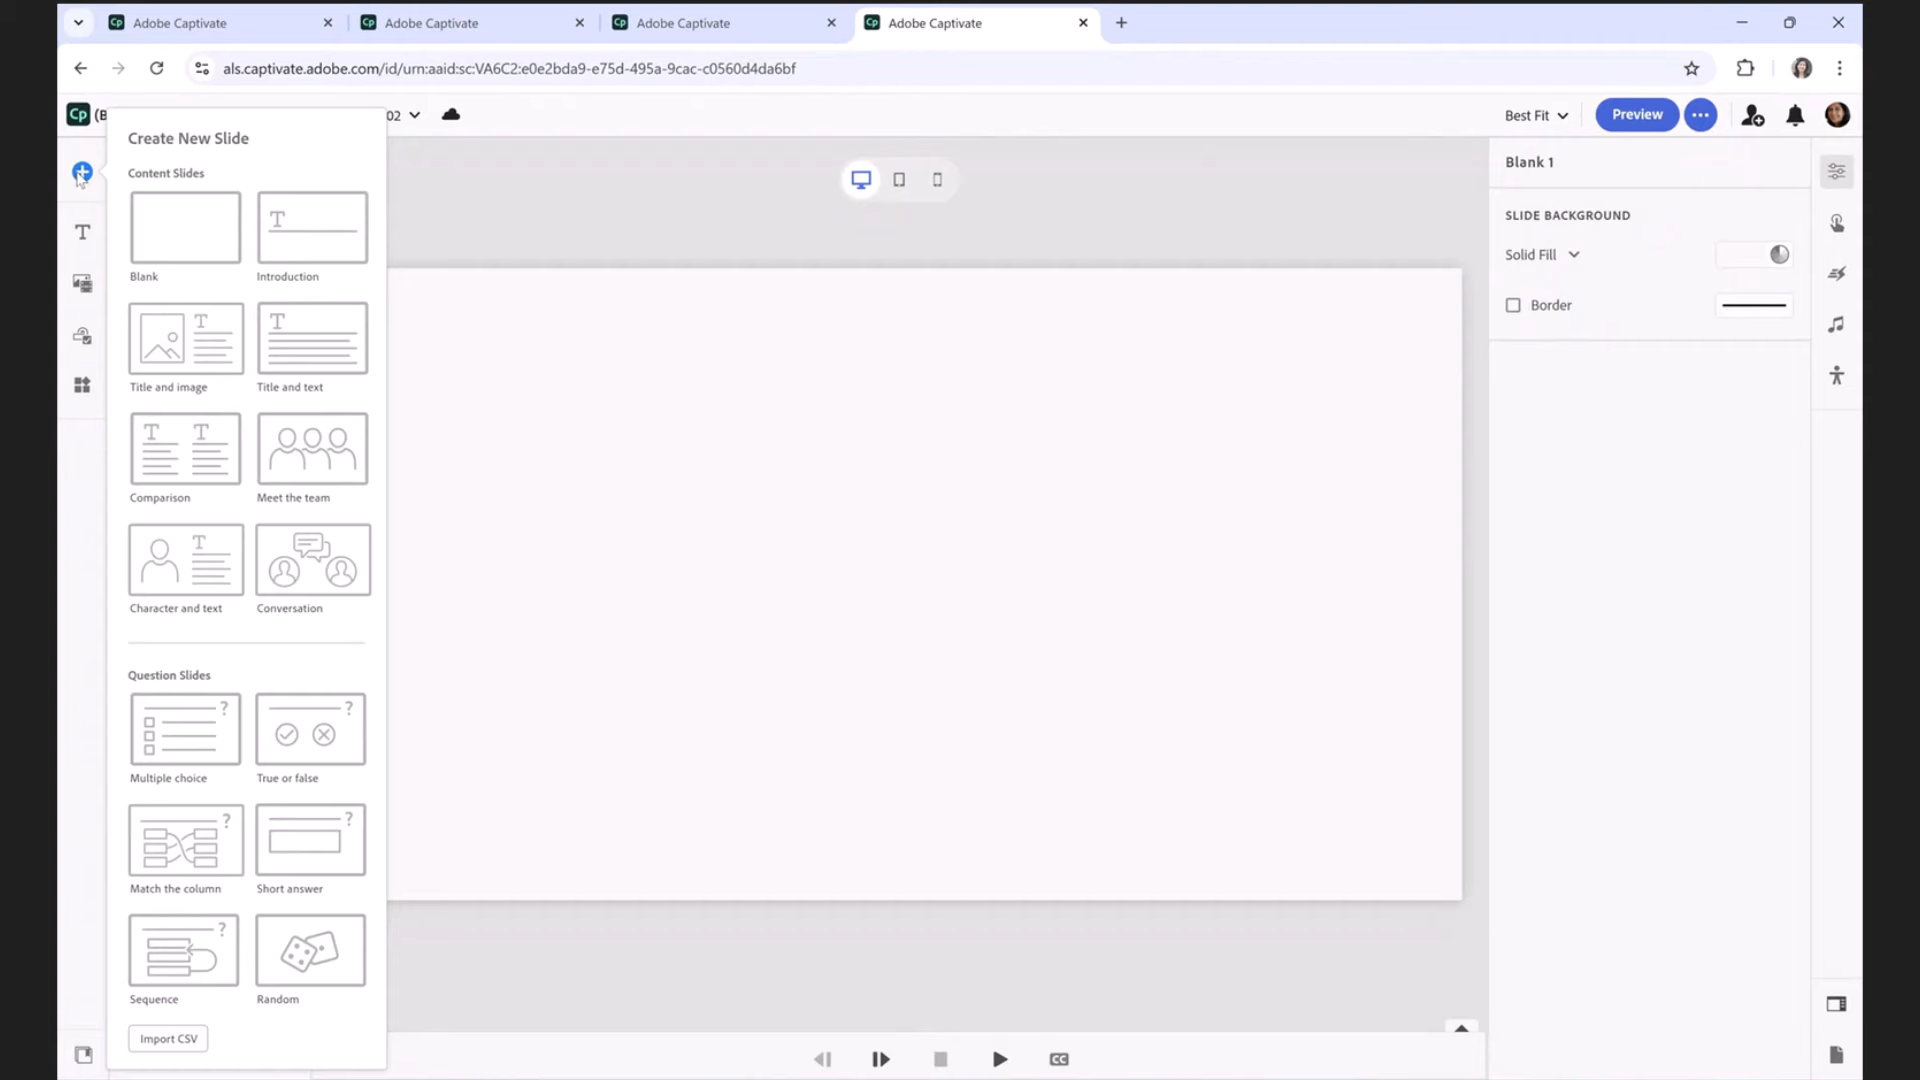 Adobe Captivate
Adobe Captivate
Adobe Captivate
Adobe Captivate
als.captivate.adobe.com/id/urn:aaid:sc:VA6C2:e0e2bda9-e75d-495a-9cac-c0560d4da6bf
Cp (B
02
Best Fit
Preview
Create New Slide
Content Slides
Blank
Introduction
Title and image
Title and text
Comparison
Meet the team
Character and text
Conversation
Question Slides
Multiple choice
True or false
Match the column
Short answer
Sequence
Random
Import CSV
Blank 1
SLIDE BACKGROUND
Solid Fill
Border
CC